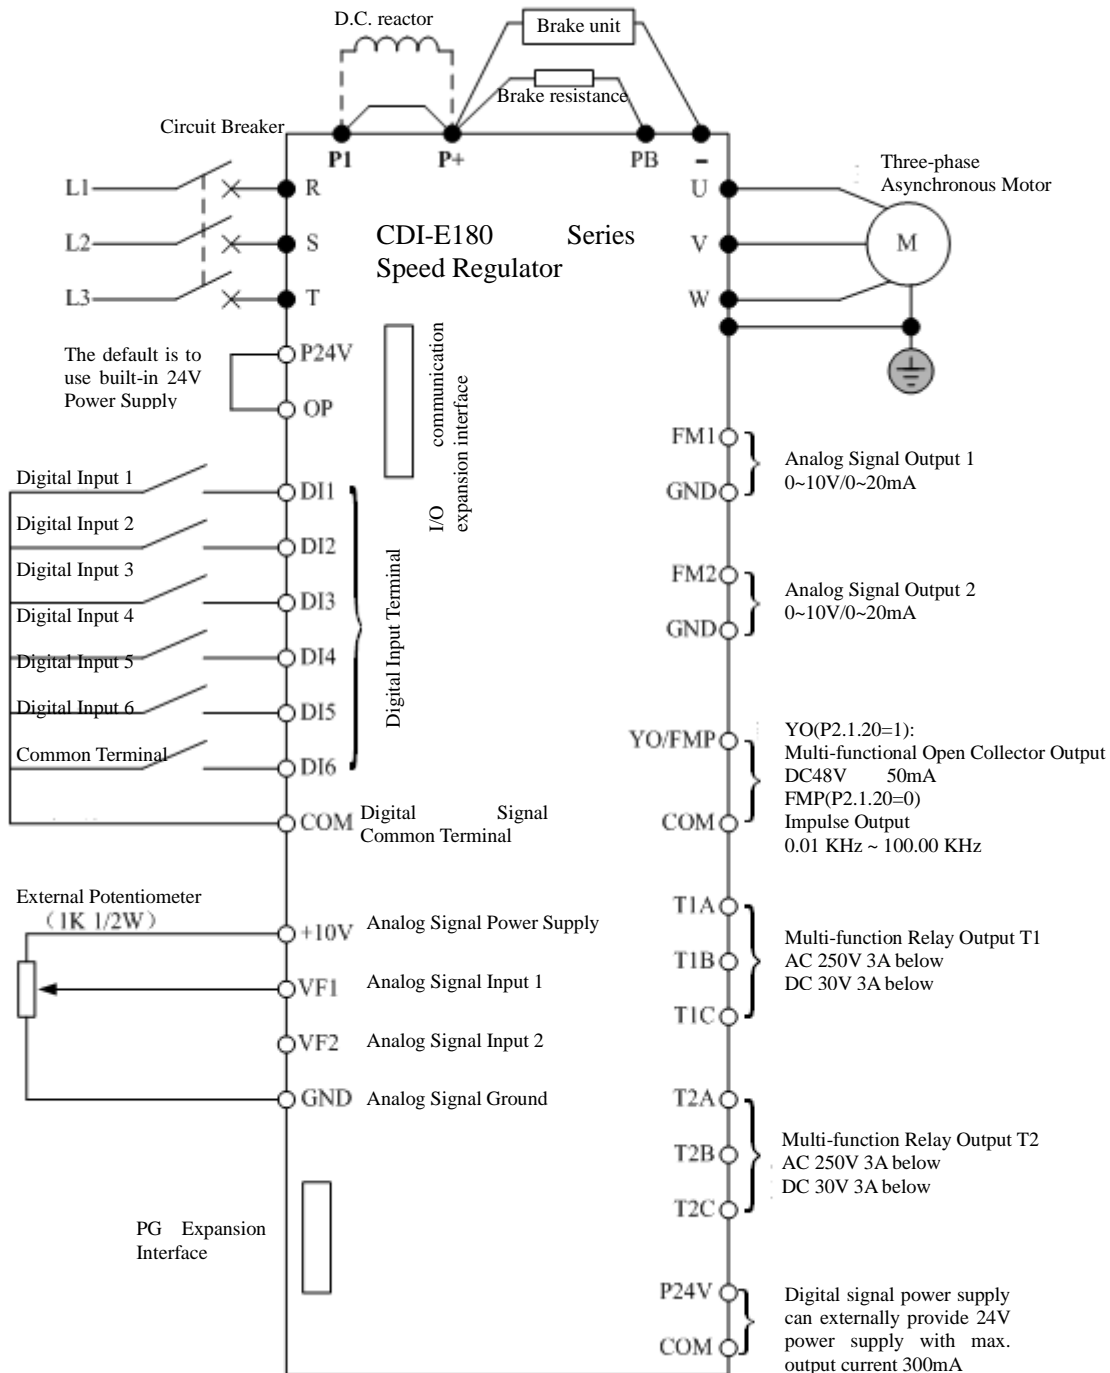 D.C. reactor
Brake unit
Brake resistance
Circuit Breaker
P1
P+
PB
–
L1
R
L2
S
L3
T
CDI-E180 Series
Speed Regulator
U
V
W
Three-phase
Asynchronous Motor
M
The default is to
use built-in 24V
Power Supply
P24V
OP
I/O communication
expansion interface
Digital Input 1
Digital Input 2
Digital Input 3
Digital Input 4
Digital Input 5
Digital Input 6
Common Terminal
DI1
DI2
DI3
DI4
DI5
DI6
COM
Digital Input Terminal
Digital Signal
Common Terminal
External Potentiometer
（1K 1/2W）
+10V
Analog Signal Power Supply
VF1
Analog Signal Input 1
VF2
Analog Signal Input 2
GND
Analog Signal Ground
PG Expansion
Interface
FM1
GND
Analog Signal Output 1
0~10V/0~20mA
FM2
GND
Analog Signal Output 2
0~10V/0~20mA
YO/FMP
COM
YO(P2.1.20=1):
Multi-functional Open Collector Output
DC48V 50mA
FMP(P2.1.20=0)
Impulse Output
0.01 KHz ~ 100.00 KHz
T1A
T1B
T1C
Multi-function Relay Output T1
AC 250V 3A below
DC 30V 3A below
T2A
T2B
T2C
Multi-function Relay Output T2
AC 250V 3A below
DC 30V 3A below
P24V
COM
Digital signal power supply
can externally provide 24V
power supply with max.
output current 300mA